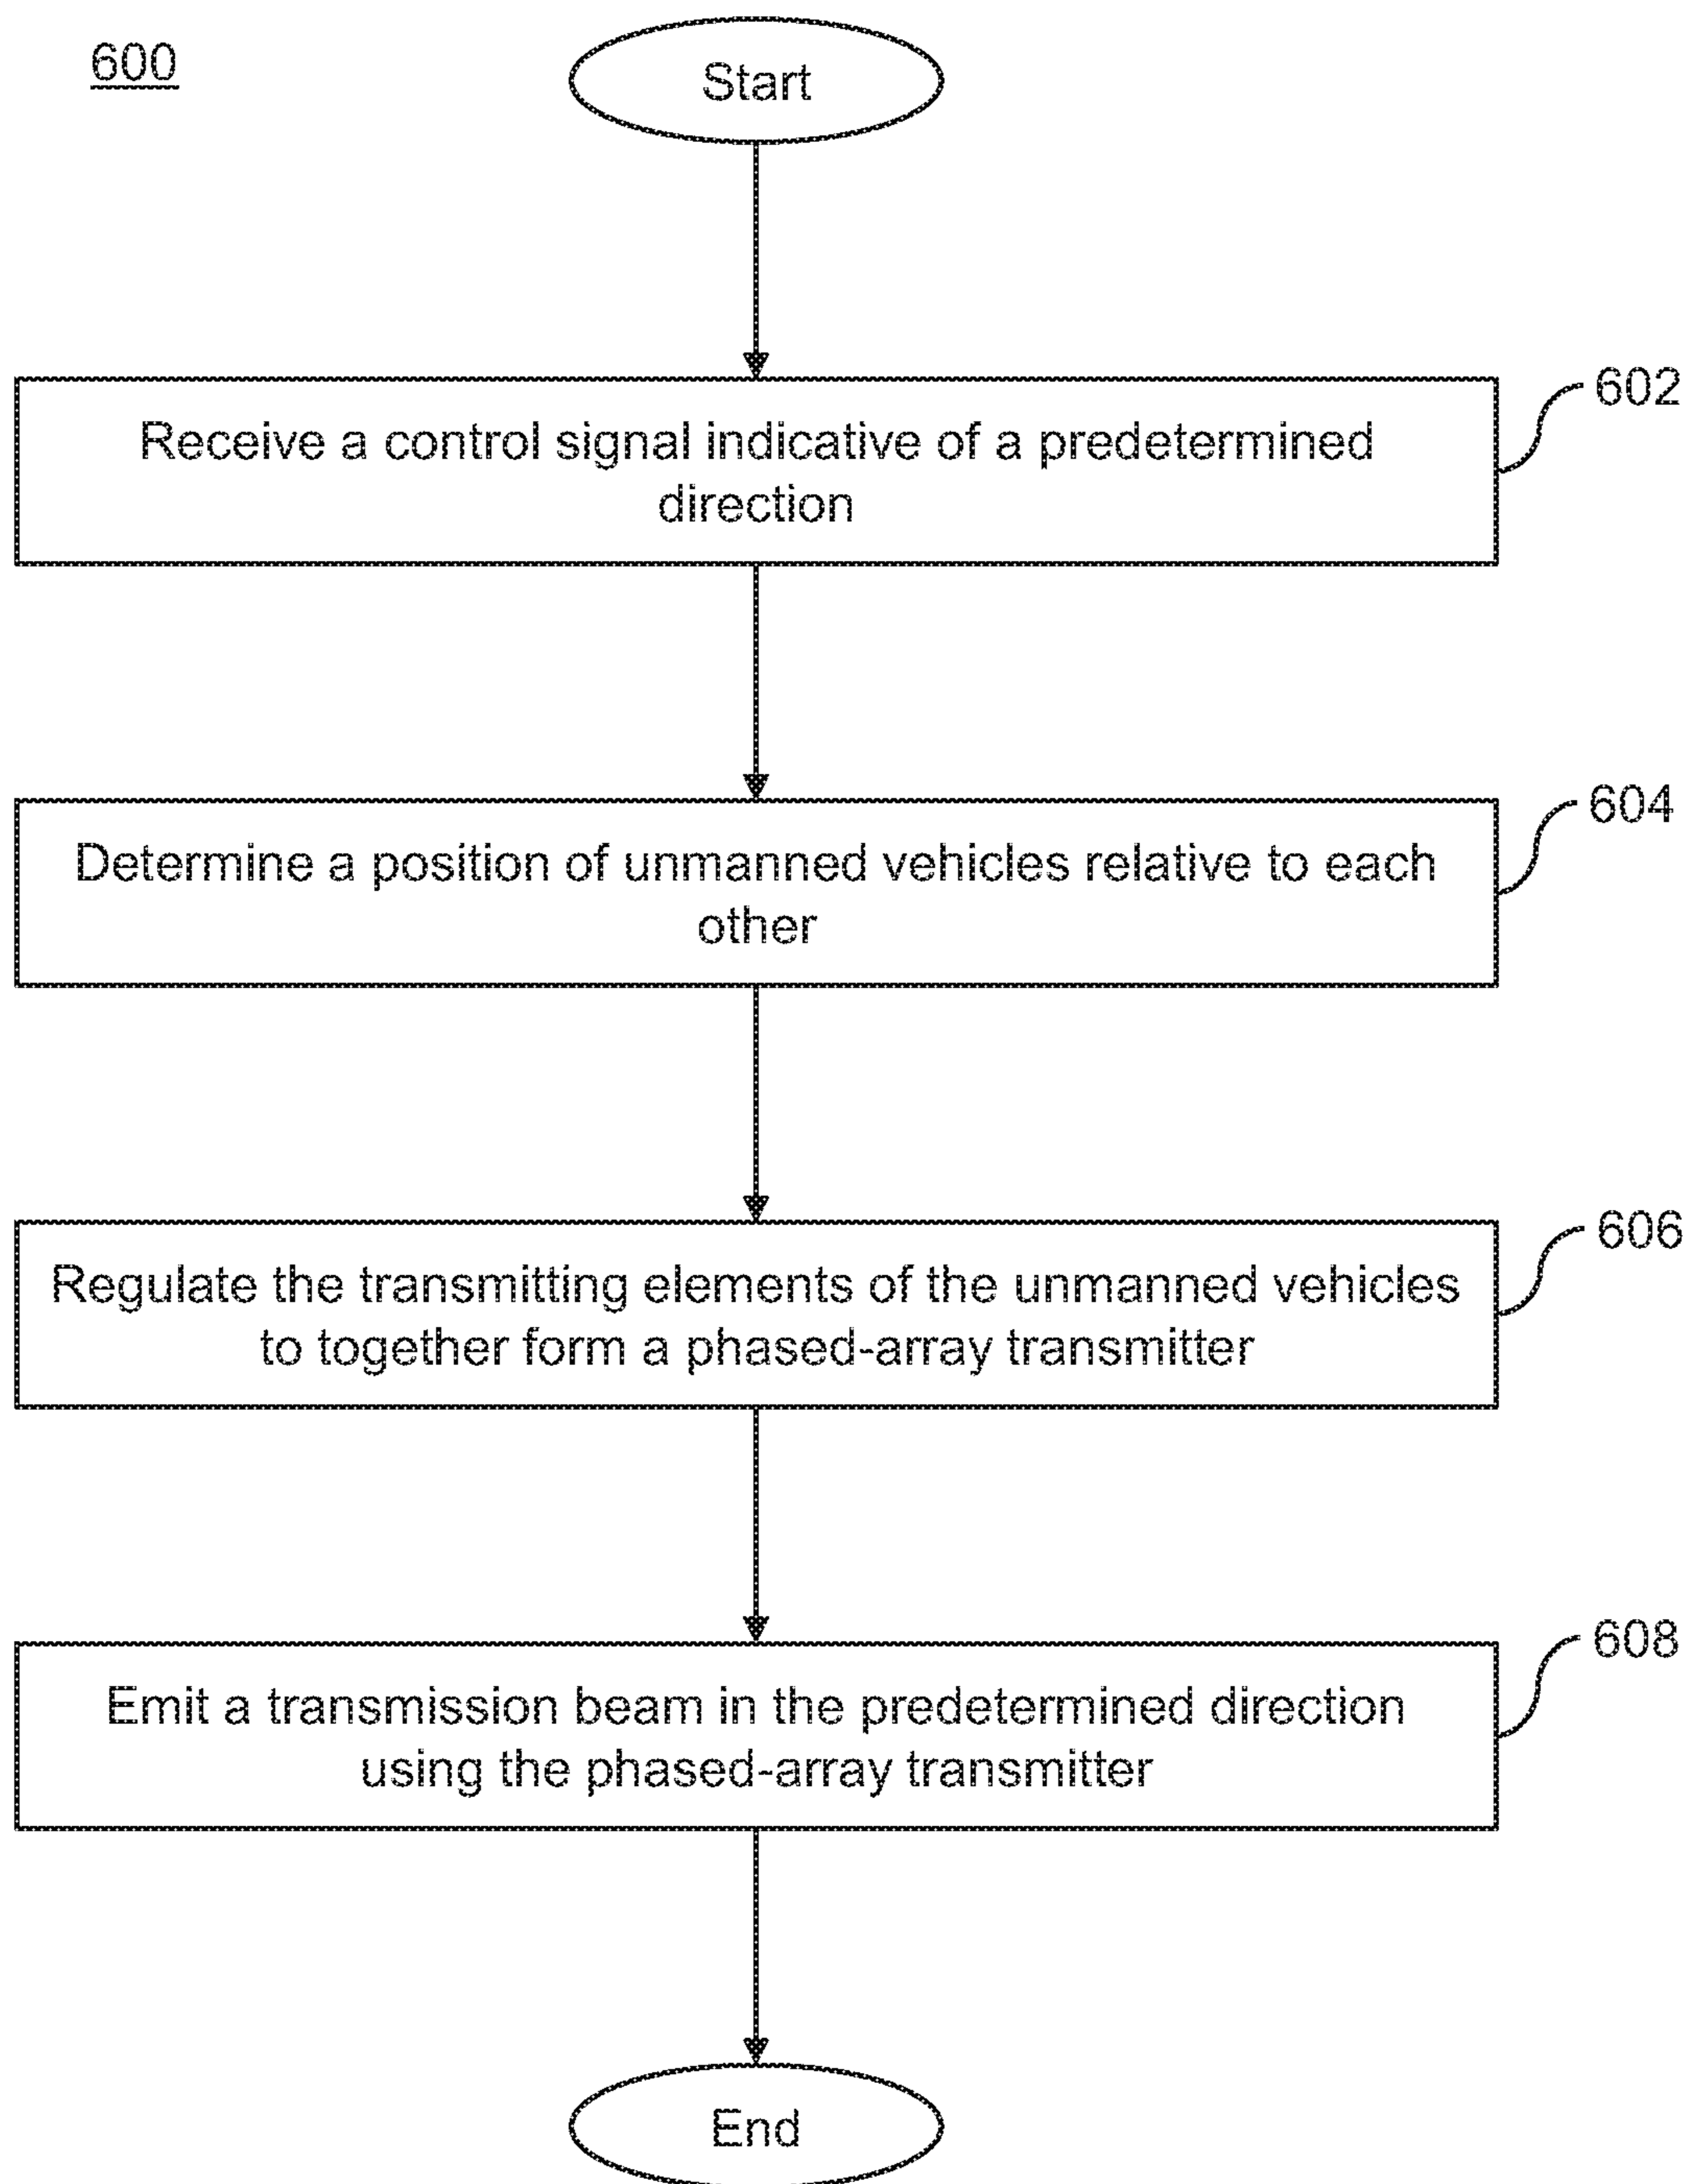 600
Start
602
Receive a control signal indicative of a predetermined
direction
604
Determine a position of unmanned vehicles relative to each
other
606
Regulate the transmitting elements of the unmanned vehicles
to together form a phased-array transmitter
608
Emit a transmission beam in the predetermined direction
using the phased-array transmitter
End